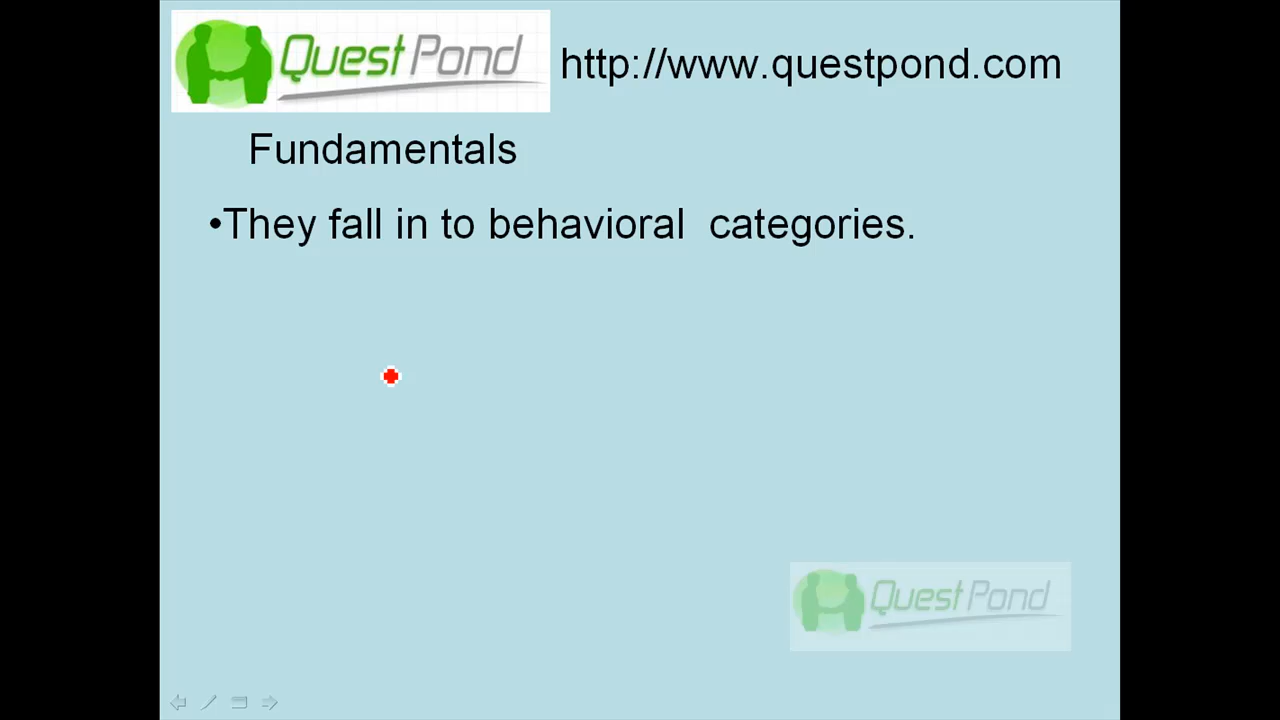 Quest Pond http://www.questpond.com
Fundamentals
•They fall in to behavioral  categories.
Quest Pond